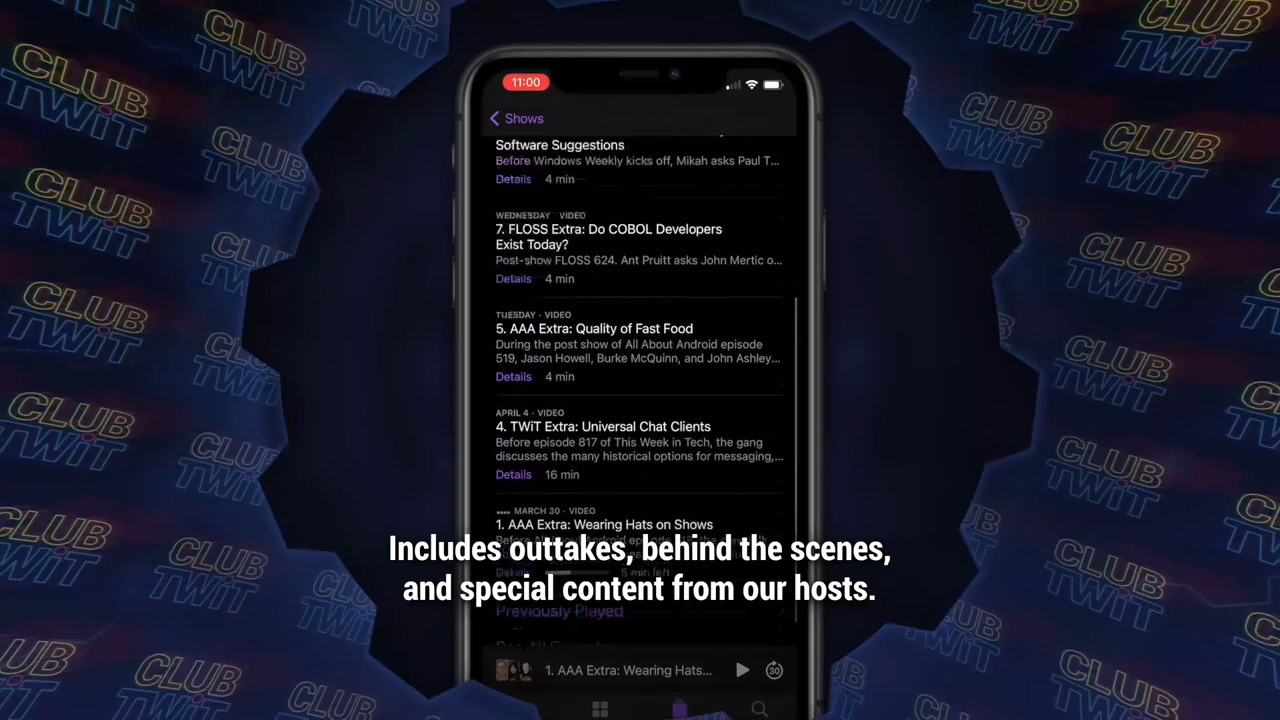 11:00
Shows
Software Suggestions
Before Windows Weekly kicks off, Mikah asks Paul T...
Details 4 min
WEDNESDAY · VIDEO
7. FLOSS Extra: Do COBOL Developers
Exist Today?
Post-show FLOSS 624. Ant Pruitt asks John Mertic o...
Details 4 min
TUESDAY · VIDEO
5. AAA Extra: Quality of Fast Food
During the post show of All About Android episode
519, Jason Howell, Burke McQuinn, and John Ashley...
Details 4 min
APRIL 4 · VIDEO
4. TWiT Extra: Universal Chat Clients
Before episode 817 of This Week in Tech, the gang
discusses the many historical options for messaging,...
Details 16 min
MARCH 30 · VIDEO
1. AAA Extra: Wearing Hats on Shows
Includes outtakes, behind the scenes,
and special content from our hosts.
Previously Played
1. AAA Extra: Wearing Hats...
30
CLUB
TWiT